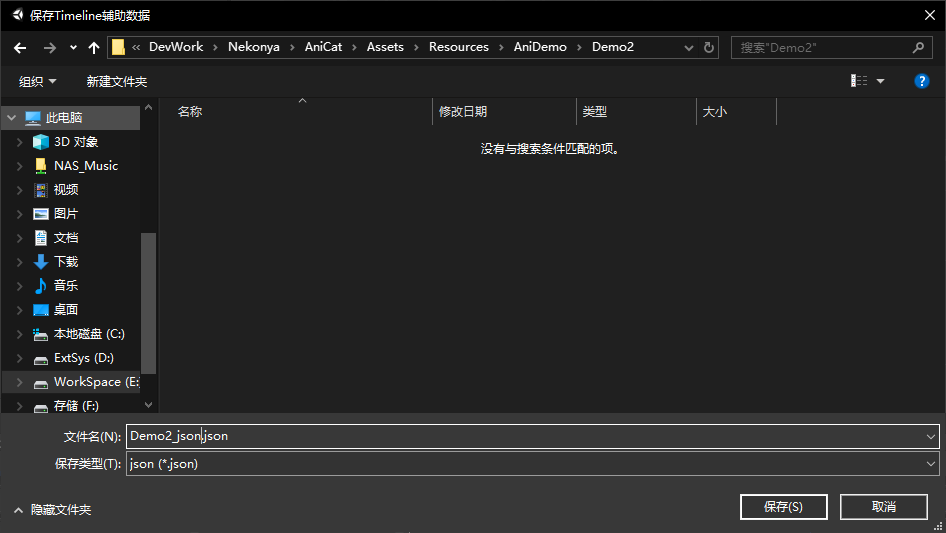 保存Timeline辅助数据
« DevWork > Nekonya > AniCat > Assets > Resources > AniDemo > Demo2
搜索"Demo2"
组织 新建文件夹
名称 修改日期 类型 大小
没有与搜索条件匹配的项。
此电脑
3D 对象
NAS_Music
视频
图片
文档
下载
音乐
桌面
本地磁盘 (C:)
ExtSys (D:)
WorkSpace (E:
存储 (F:)
文件名(N): Demo2_json.json
保存类型(T): json (*.json)
隐藏文件夹 保存(S) 取消